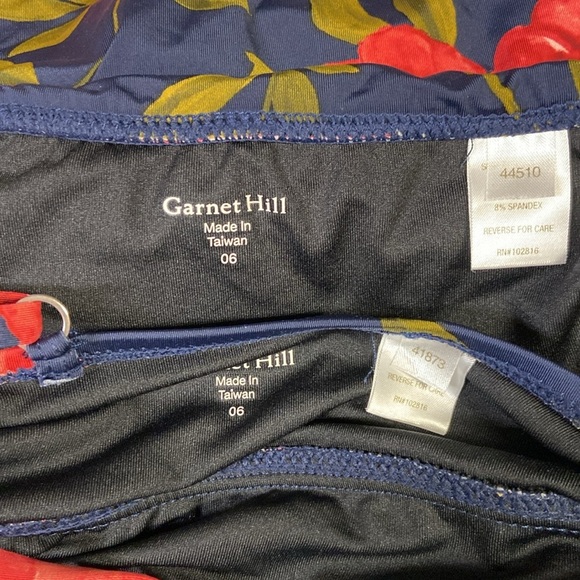 Garnet Hill
Made In
Taiwan
06
44510
8% SPANDEX
REVERSE FOR CARE
RN#102816
Hill
Made In
Taiwan
06
41873
REVERSE FOR CARE
RN#102816